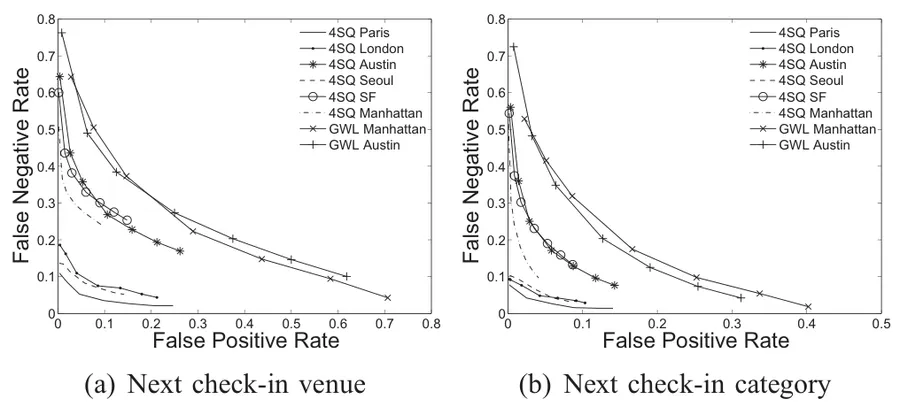 0.8
0.7
0.6
0.5
0.4
0.3
0.2
0.1
0
False Negative Rate
4SQ Paris
4SQ London
4SQ Austin
4SQ Seoul
4SQ SF
4SQ Manhattan
GWL Manhattan
GWL Austin
0 0.1 0.2 0.3 0.4 0.5 0.6 0.7 0.8
False Positive Rate
(a) Next check-in venue
0.8
0.7
0.6
0.5
0.4
0.3
0.2
0.1
0
False Negative Rate
4SQ Paris
4SQ London
4SQ Austin
4SQ Seoul
4SQ SF
4SQ Manhattan
GWL Manhattan
GWL Austin
0 0.1 0.2 0.3 0.4 0.5
False Positive Rate
(b) Next check-in category